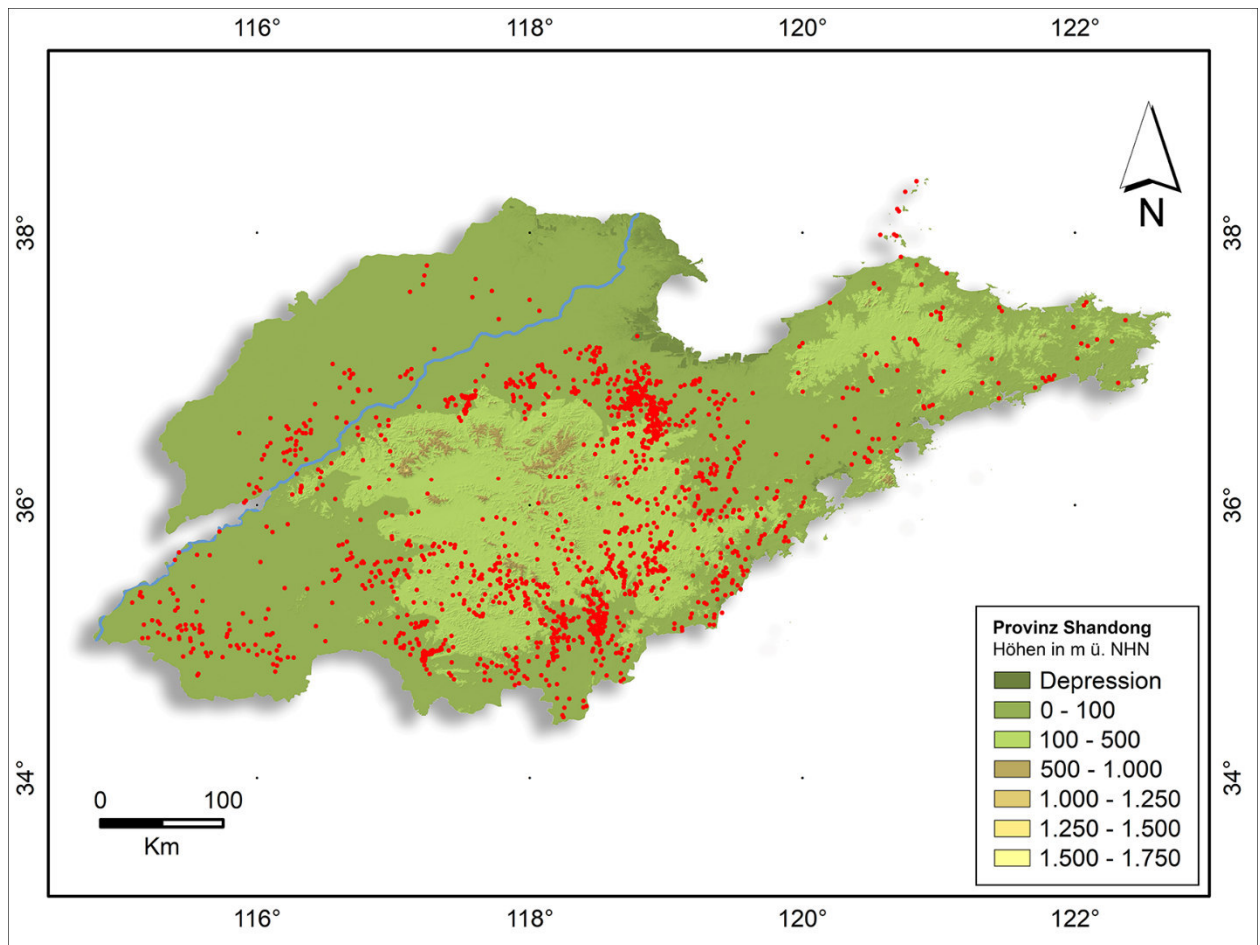 116°
118°
120°
122°
38°
38°
N
36°
36°
34°
34°
0
100
Km
Provinz Shandong
Höhen in m ü. NHN
Depression
0 - 100
100 - 500
500 - 1.000
1.000 - 1.250
1.250 - 1.500
1.500 - 1.750
116°
118°
120°
122°